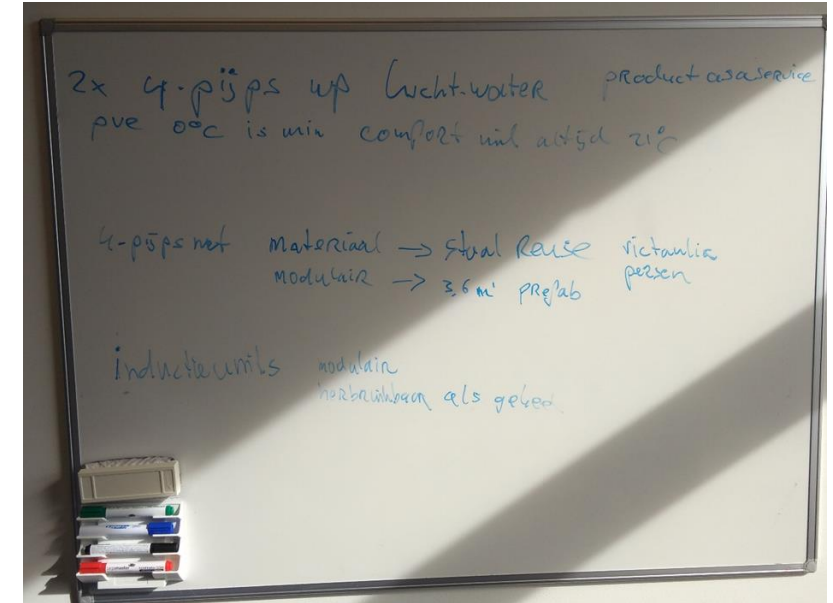 2x 4-pijps wp lucht-water product as a service
pve 0°C is min comfort wil altijd 21°C
4-pijps net materiaal → staal Reuse victaulic
persen
modulair → 3,6 m' prefab
inductieunits modulair
herbruikbaar als geheel